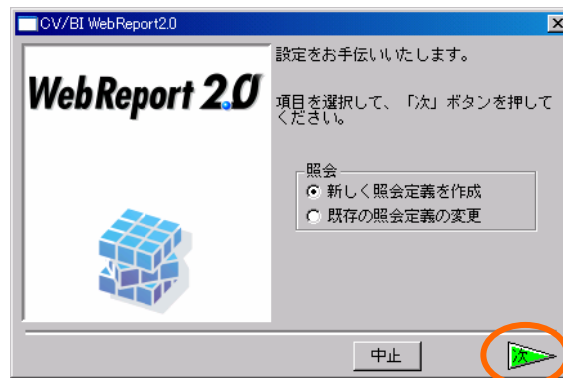 CV/BI WebReport2.0
設定をお手伝いいたします。
WebReport 2.0
項目を選択して、「次」ボタンを押して
ください。
照会
新しく照会定義を作成
既存の照会定義の変更
中止
次